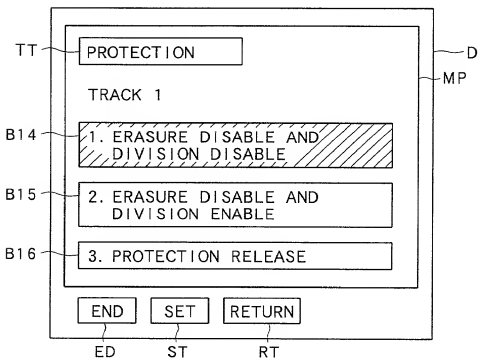 TT
PROTECTION
D
MP
TRACK 1
B14
1. ERASURE DISABLE AND
DIVISION DISABLE
B15
2. ERASURE DISABLE AND
DIVISION ENABLE
B16
3. PROTECTION RELEASE
END SET RETURN
ED ST RT